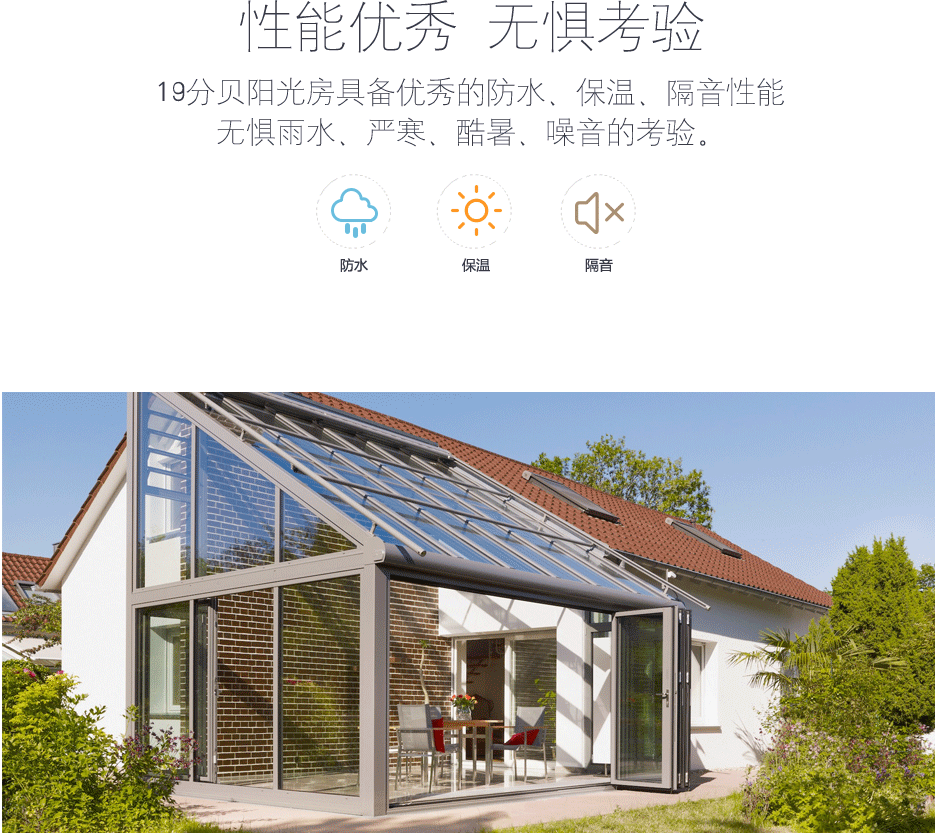 性能优秀 无惧考验
19分贝阳光房具备优秀的防水、保温、隔音性能
无惧雨水、严寒、酷暑、噪音的考验。
防水
保温
隔音